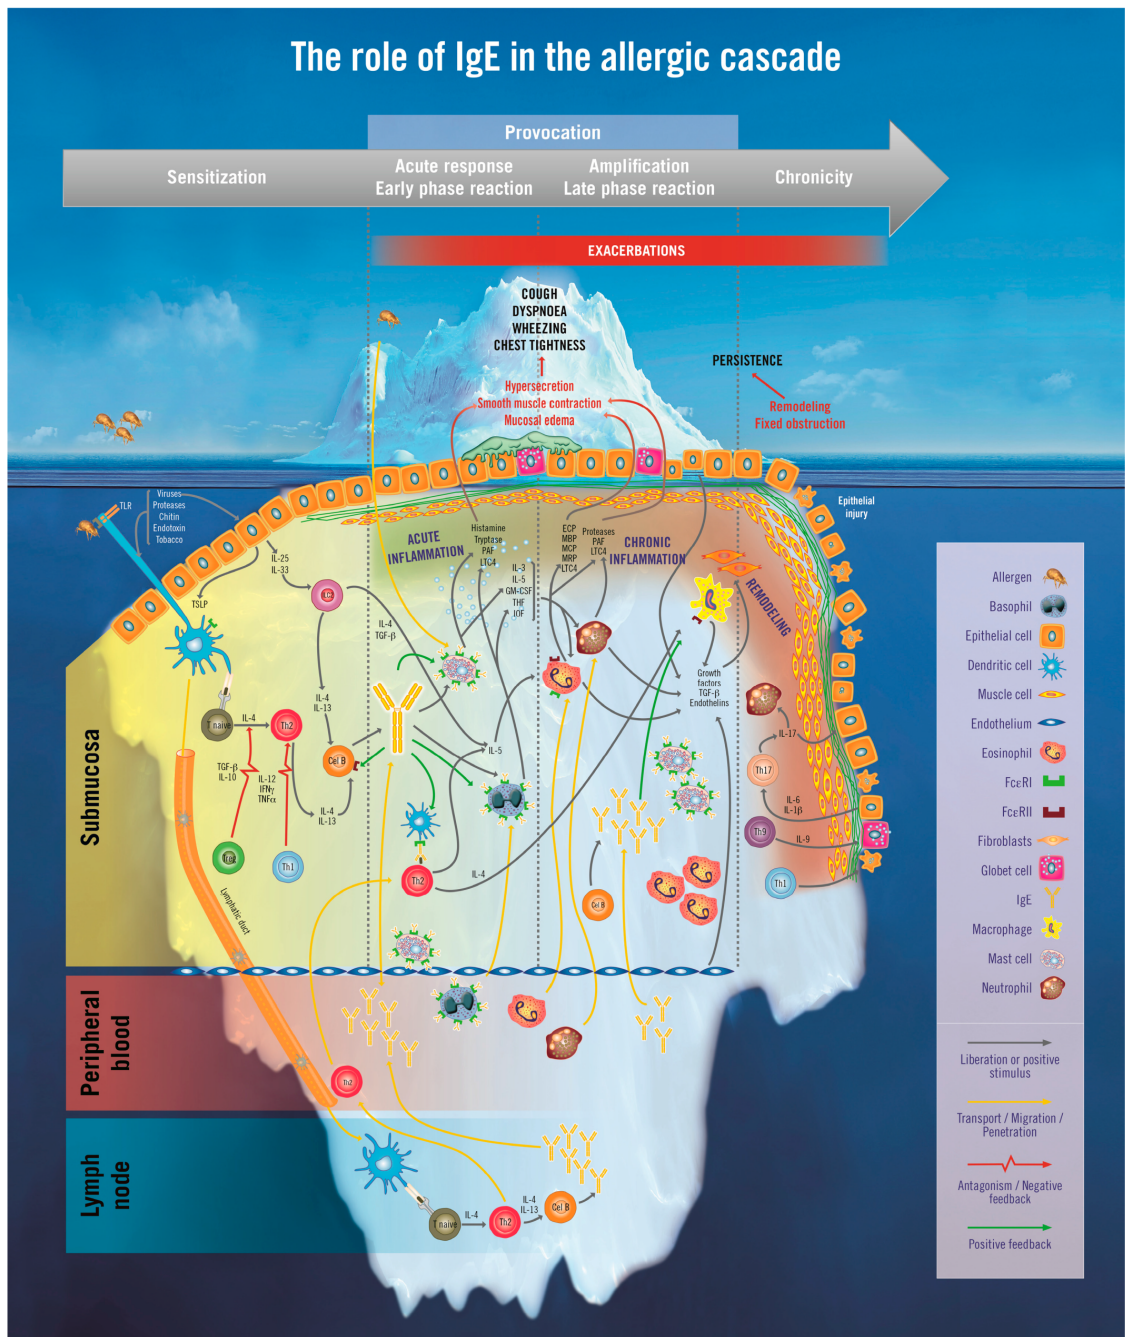 The role of IgE in the allergic cascade
Provocation
Sensitization
Acute response
Early phase reaction
Amplification
Late phase reaction
Chronicity
EXACERBATIONS
COUGH
DYSPNOEA
WHEEZING
CHEST TIGHTNESS
Hypersecretion
Smooth muscle contraction
Mucosal edema
PERSISTENCE
Remodeling
Fixed obstruction
TLR
Viruses
Proteases
Chitin
Endotoxin
Tobacco
Epithelial
injury
IL-25
IL-33
TSLP
ACUTE
INFLAMMATION
Histamine
Tryptase
PAF
LTC4
IL-3
IL-5
GM-CSF
THF
IOF
ECP
MBP
MCP
MRP
LTC4
Proteases
PAF
LTC4
CHRONIC
INFLAMMATION
REMODELING
IL-4
TGF-β
IL-4
IL-13
T naive
IL-4
Th2
Cel B
TGF-β
IL-10
IL-12
IFNγ
TNFα
IL-4
IL-13
Treg
Th1
IL-5
Growth
factors
TGF-β
Endothelins
IL-17
Th17
IL-6
IL-1β
Th9
IL-9
Th1
Th2
IL-4
Cel B
Lymphatic duct
Submucosa
Peripheral
blood
Th2
Lymph
node
T naive
IL-4
Th2
IL-4
IL-13
Cel B
Allergen
Basophil
Epithelial cell
Dendritic cell
Muscle cell
Endothelium
Eosinophil
FcεRI
FcεRII
Fibroblasts
Globet cell
IgE
Macrophage
Mast cell
Neutrophil
Liberation or positive
stimulus
Transport / Migration /
Penetration
Antagonism / Negative
feedback
Positive feedback